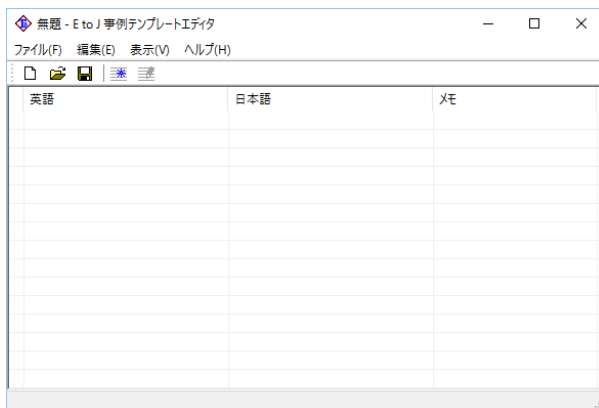 無題 - E to J 事例テンプレートエディタ
ファイル(F) 編集(E) 表示(V) ヘルプ(H)
英語 日本語 メモ